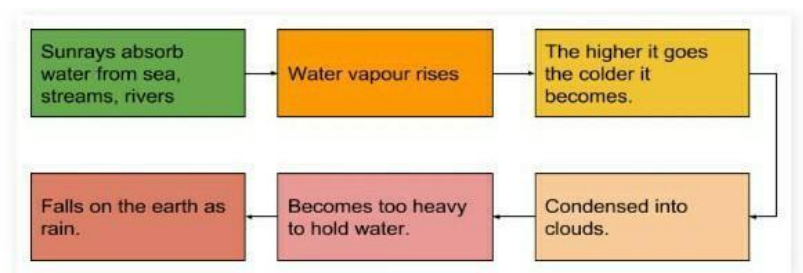 Sunrays absorb
water from sea,
streams, rivers
Water vapour rises
The higher it goes
the colder it
becomes.
Condensed into
clouds.
Becomes too heavy
to hold water.
Falls on the earth as
rain.